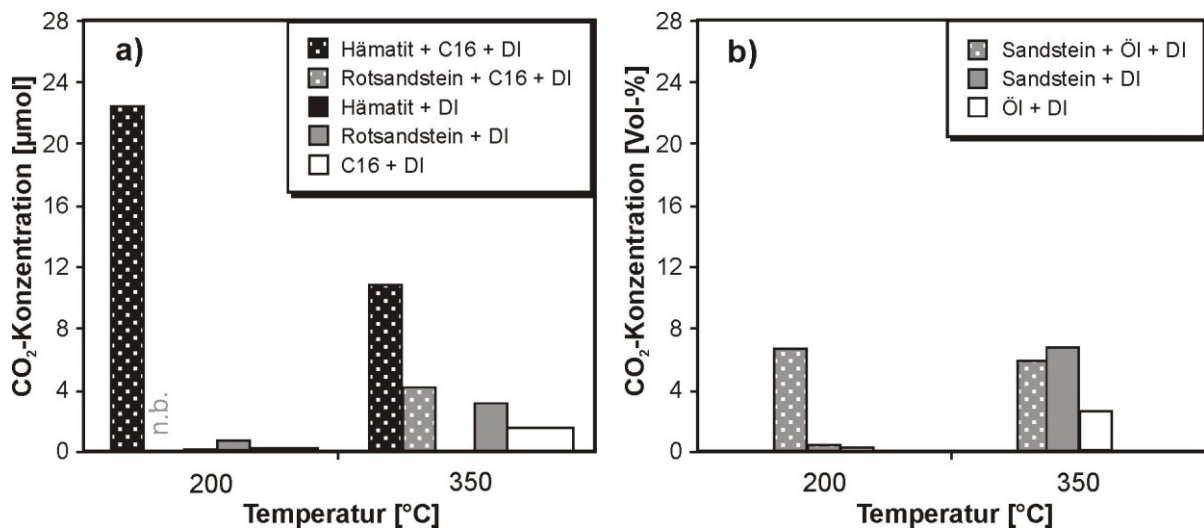 a)
CO₂-Konzentration [µmol]
28
24
20
16
12
8
4
0
Hämatit + C16 + DI
Rotsandstein + C16 + DI
Hämatit + DI
Rotsandstein + DI
C16 + DI
n.b.
200
350
Temperatur [°C]
b)
CO₂-Konzentration [Vol-%]
28
24
20
16
12
8
4
0
Sandstein + Öl + DI
Sandstein + DI
Öl + DI
200
350
Temperatur [°C]